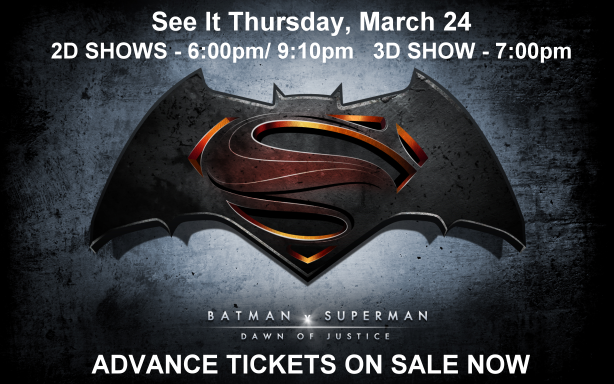 See It Thursday, March 24
2D SHOWS - 6:00pm/ 9:10pm   3D SHOW - 7:00pm
BATMAN v SUPERMAN
DAWN OF JUSTICE
ADVANCE TICKETS ON SALE NOW